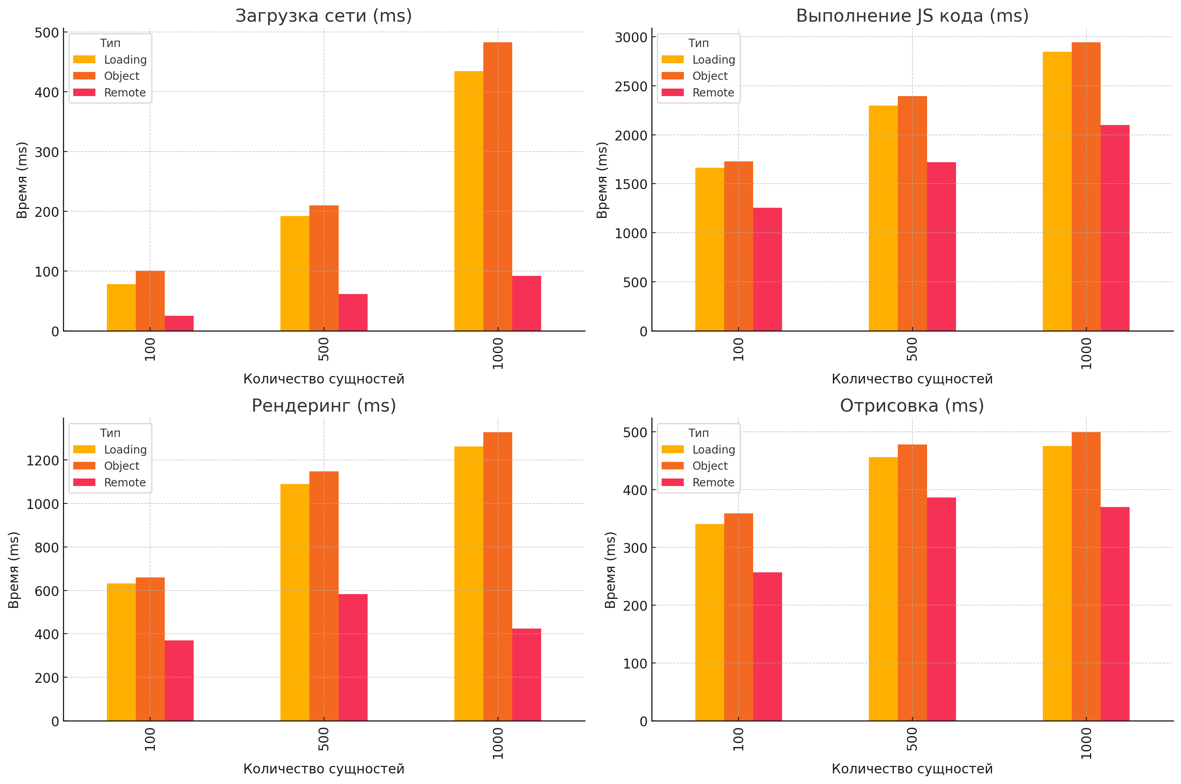 Загрузка сети (ms)
Время (ms)
500
400
300
200
100
0
Тип
Loading
Object
Remote
100
500
1000
Количество сущностей
Выполнение JS кода (ms)
Время (ms)
3000
2500
2000
1500
1000
500
0
Тип
Loading
Object
Remote
100
500
1000
Количество сущностей
Рендеринг (ms)
Время (ms)
1200
1000
800
600
400
200
0
Тип
Loading
Object
Remote
100
500
1000
Количество сущностей
Отрисовка (ms)
Время (ms)
500
400
300
200
100
0
Тип
Loading
Object
Remote
100
500
1000
Количество сущностей